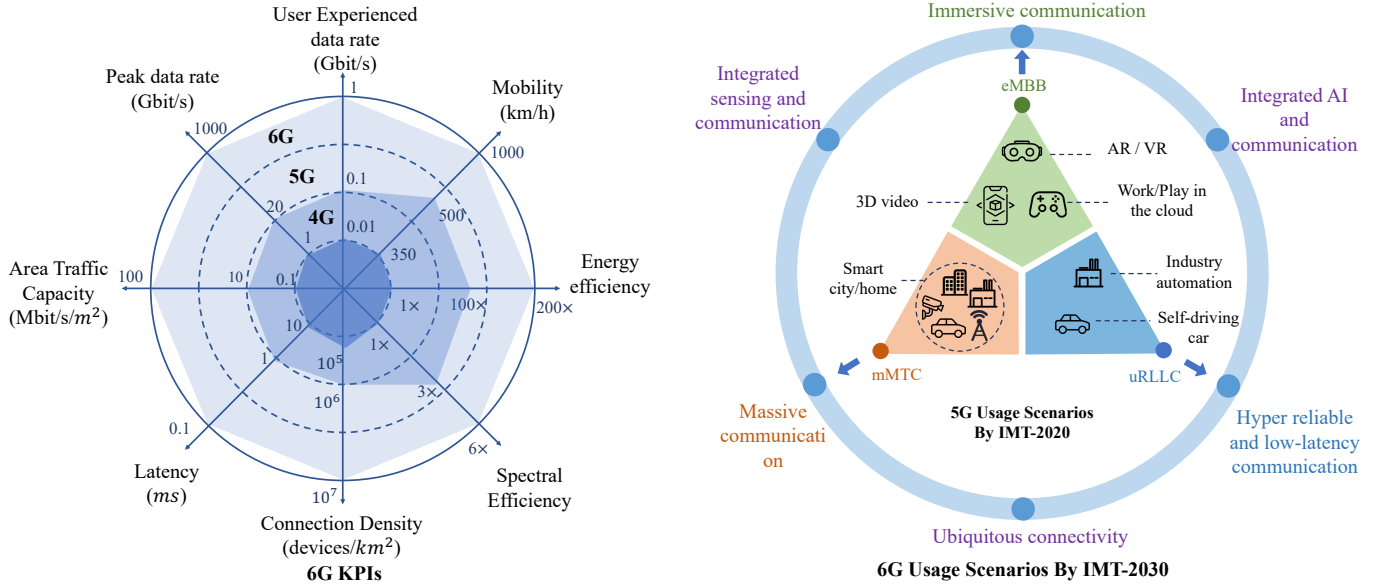 User Experienced
data rate
(Gbit/s)
1
Peak data rate
(Gbit/s)
1000
Mobility
(km/h)
1000
6G
5G
4G
0.1
20
500
0.01
1
350
Area Traffic
Capacity
(Mbit/s/m²)
100
10
0.1
Energy
efficiency
1×
100×
200×
10
1
0.1
Latency
(ms)
1×
3×
6×
Spectral
Efficiency
10⁵
10⁶
10⁷
Connection Density
(devices/km²)
6G KPIs
Immersive communication
Integrated
sensing and
communication
Integrated AI
and
communication
eMBB
AR / VR
3D video
Work/Play in
the cloud
Smart
city/home
Industry
automation
Self-driving
car
mMTC
uRLLC
5G Usage Scenarios
By IMT-2020
Massive
communicati
on
Hyper reliable
and low-latency
communication
Ubiquitous connectivity
6G Usage Scenarios By IMT-2030